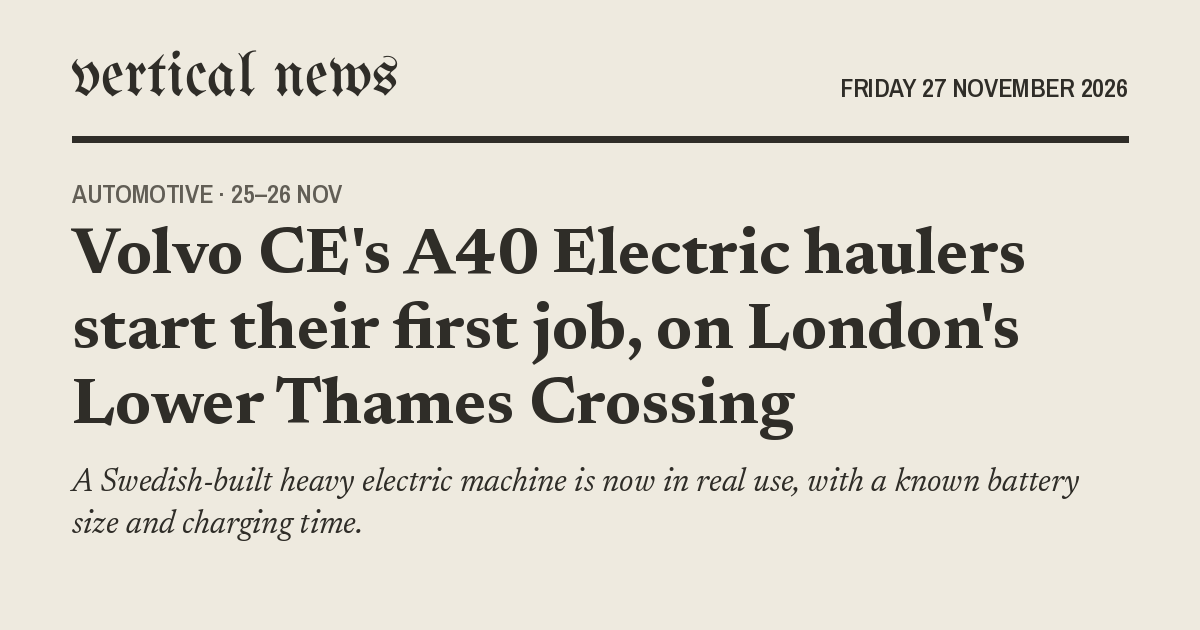 vertical news
FRIDAY 27 NOVEMBER 2026
AUTOMOTIVE · 25–26 NOV
Volvo CE's A40 Electric haulers
start their first job, on London's
Lower Thames Crossing
A Swedish-built heavy electric machine is now in real use, with a known battery
size and charging time.